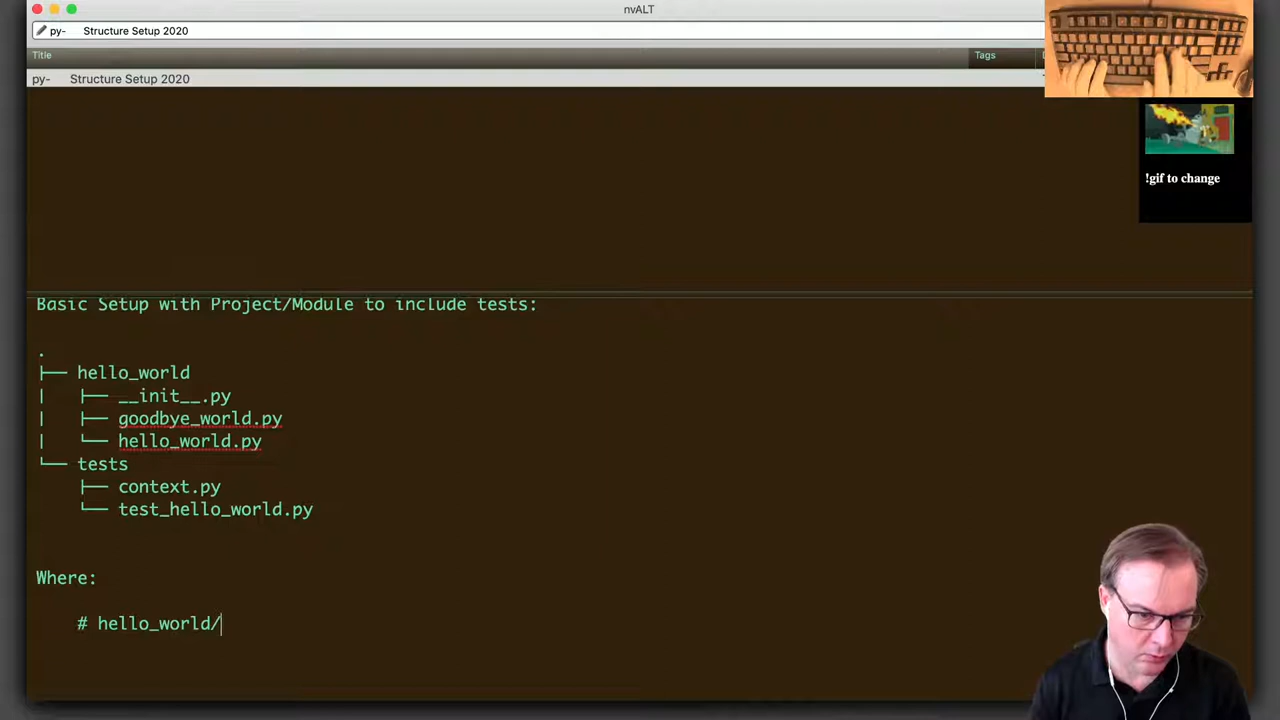 nvALT
py- Structure Setup 2020
Title Tags
py- Structure Setup 2020
!gif to change
Basic Setup with Project/Module to include tests:
.
├── hello_world
│   ├── __init__.py
│   ├── goodbye_world.py
│   └── hello_world.py
└── tests
    ├── context.py
    └── test_hello_world.py
Where:
# hello_world/